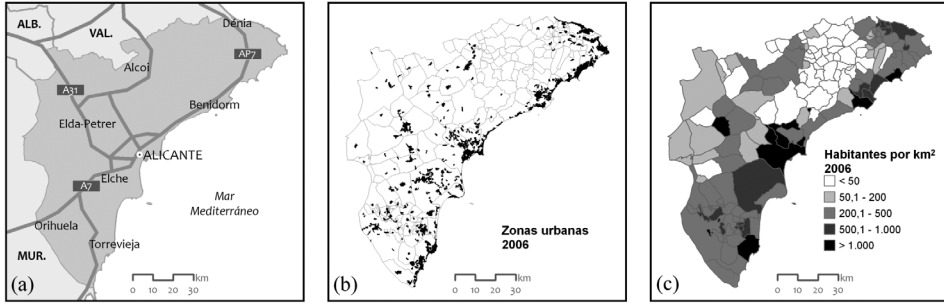 ALB.
VAL.
Dénia
AP7
Alcoi
A31
Benidorm
Elda-Petrer
ALICANTE
Elche
A7
Mar
Mediterráneo
Orihuela
MUR.
Torrevieja
km
0 10 20 30
(a)
Zonas urbanas
2006
km
0 10 20 30
(b)
Habitantes por km²
2006
< 50
50,1 - 200
200,1 - 500
500,1 - 1.000
> 1.000
km
0 10 20 30
(c)